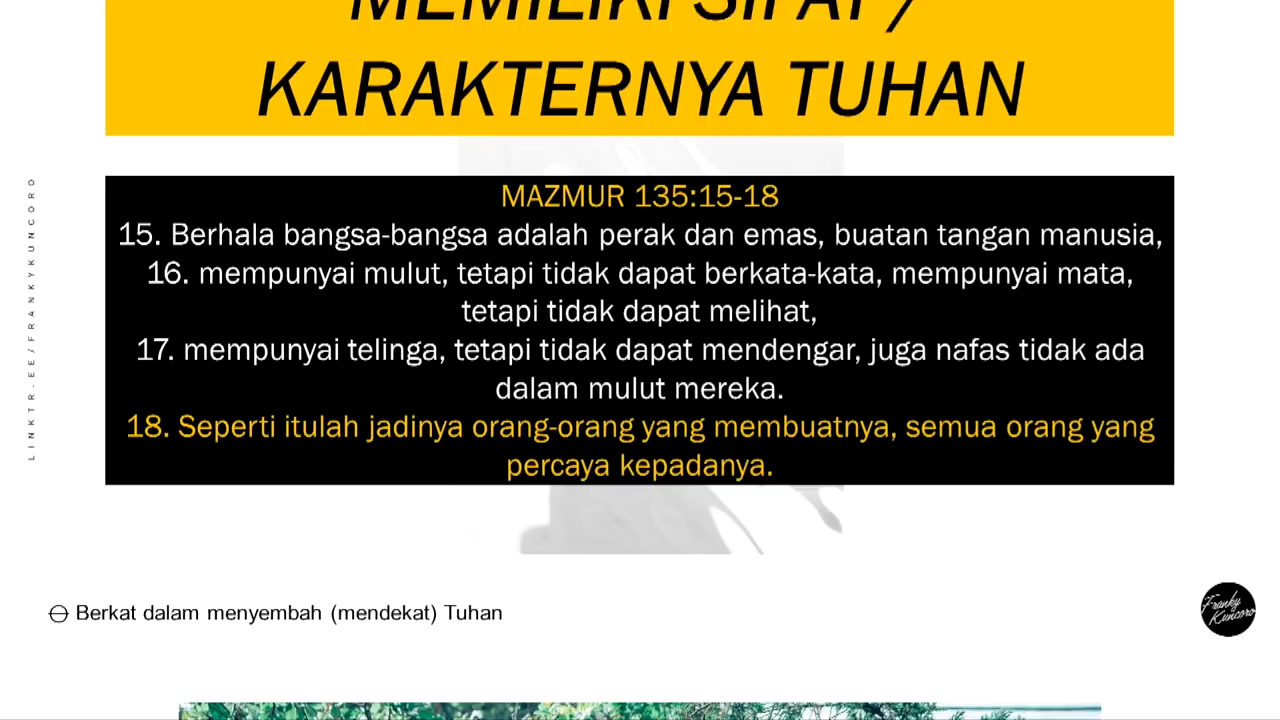 MEMILIKI SIFAT /
KARAKTERNYA TUHAN
MAZMUR 135:15-18
15. Berhala bangsa-bangsa adalah perak dan emas, buatan tangan manusia,
16. mempunyai mulut, tetapi tidak dapat berkata-kata, mempunyai mata,
tetapi tidak dapat melihat,
17. mempunyai telinga, tetapi tidak dapat mendengar, juga nafas tidak ada
dalam mulut mereka.
18. Seperti itulah jadinya orang-orang yang membuatnya, semua orang yang
percaya kepadanya.
LINKTR.EE/FRANKYKUNCORO
Berkat dalam menyembah (mendekat) Tuhan
Franky
Kuncoro